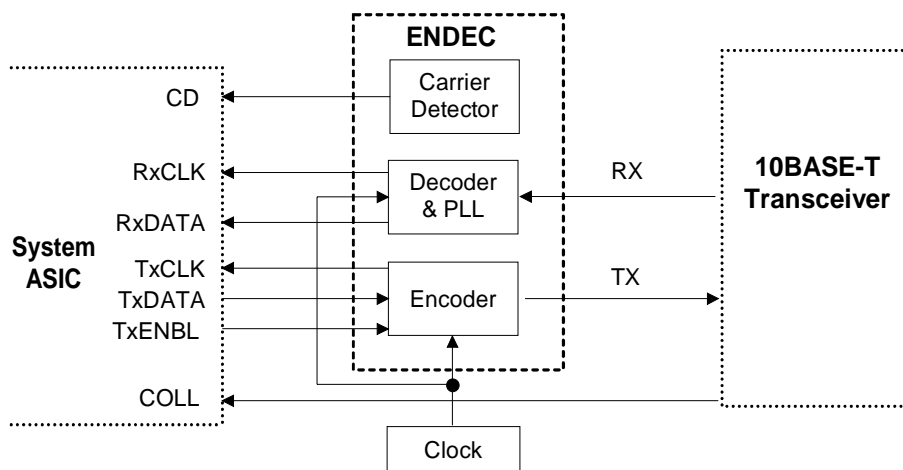 ENDEC
Carrier
Detector
CD
RxCLK
RxDATA
Decoder
& PLL
RX
10BASE-T
Transceiver
System
ASIC
TxCLK
TxDATA
TxENBL
Encoder
TX
COLL
Clock